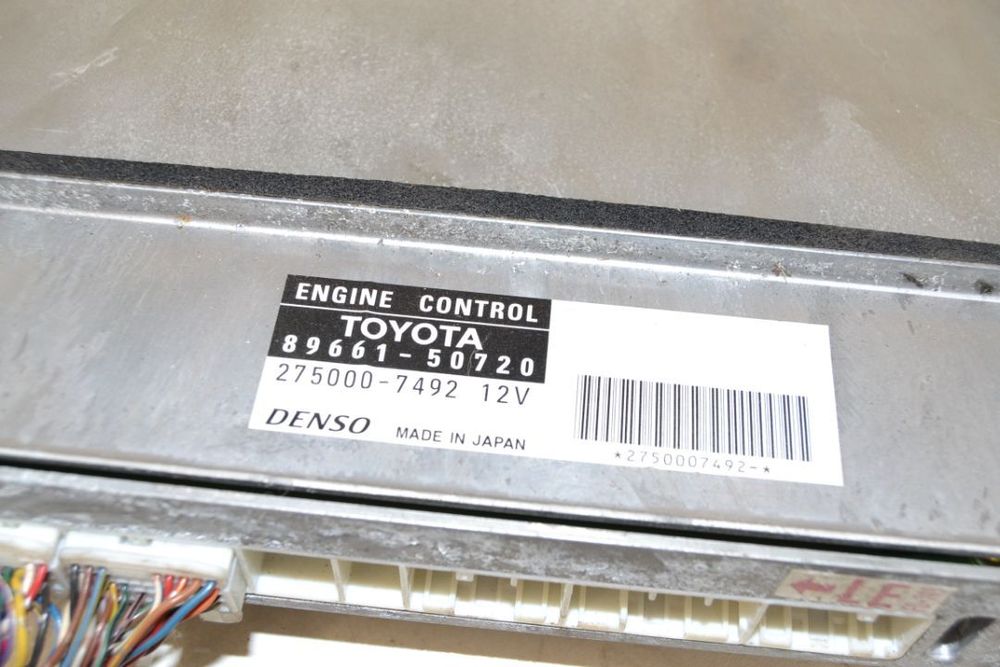 ENGINE CONTROL
TOYOTA
89661-50720
275000-7492 12V
DENSO MADE IN JAPAN
*2750007492-*